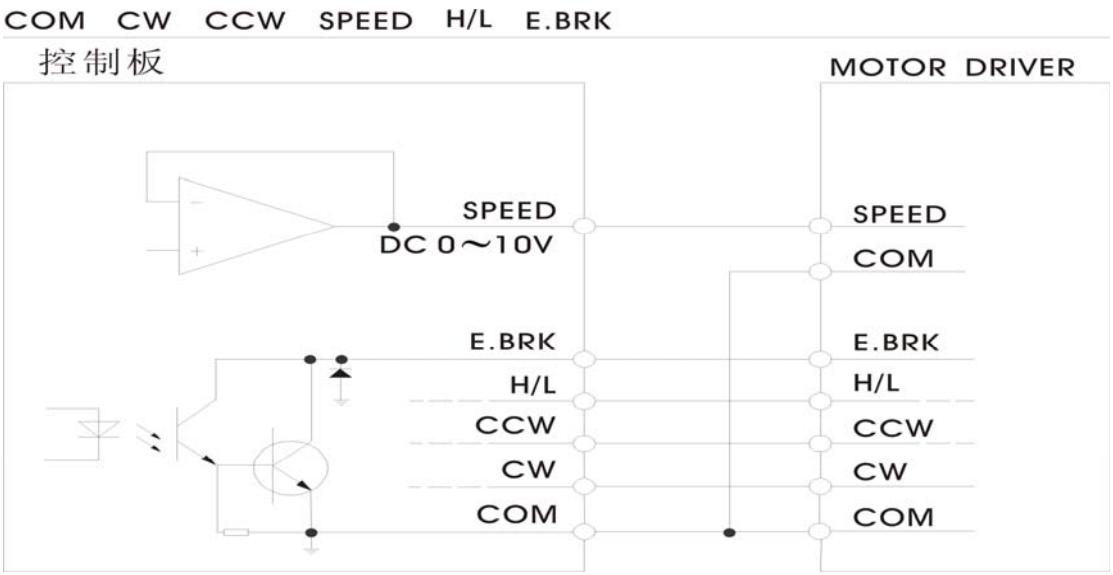 COM CW CCW SPEED H/L E.BRK
控制板
MOTOR DRIVER
SPEED
DC 0～10V
SPEED
COM
E.BRK
E.BRK
H/L
H/L
CCW
CCW
CW
CW
COM
COM